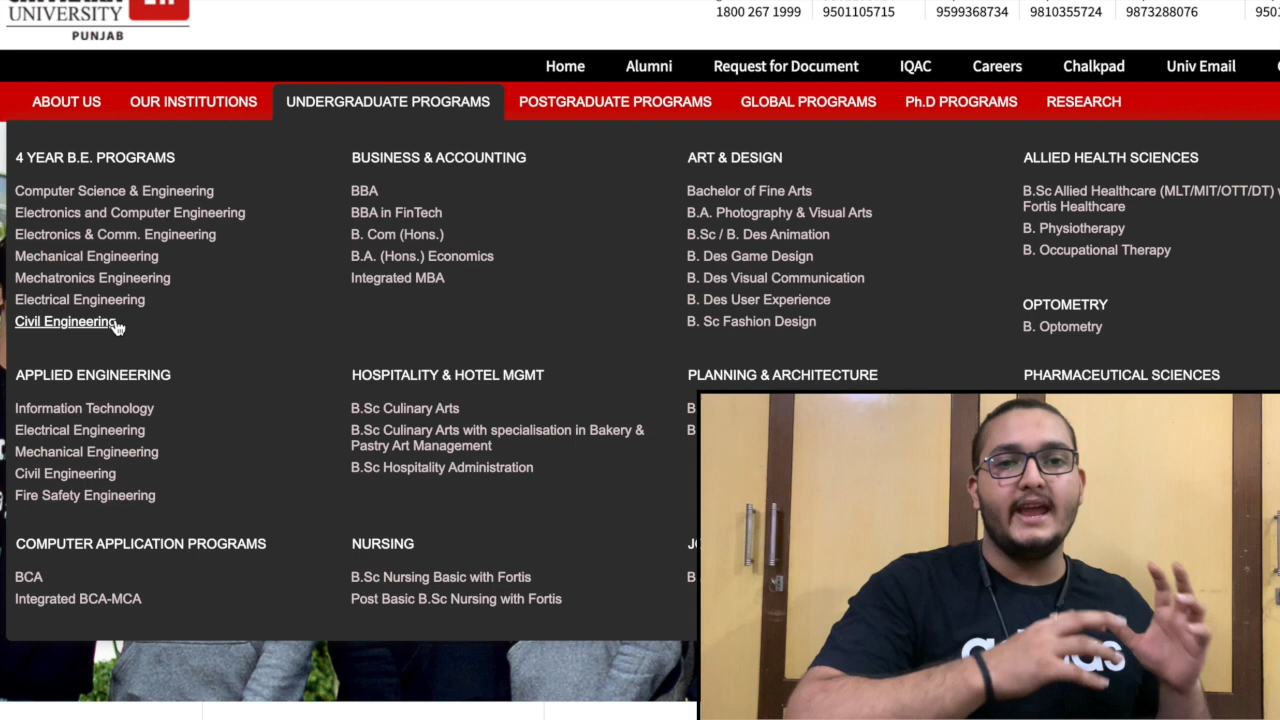 UNIVERSITY
PUNJAB
1800 267 1999
9501105715
9599368734
9810355724
9873288076
Home
Alumni
Request for Document
IQAC
Careers
Chalkpad
Univ Email
ABOUT US
OUR INSTITUTIONS
UNDERGRADUATE PROGRAMS
POSTGRADUATE PROGRAMS
GLOBAL PROGRAMS
Ph.D PROGRAMS
RESEARCH
4 YEAR B.E. PROGRAMS
Computer Science & Engineering
Electronics and Computer Engineering
Electronics & Comm. Engineering
Mechanical Engineering
Mechatronics Engineering
Electrical Engineering
Civil Engineering
BUSINESS & ACCOUNTING
BBA
BBA in FinTech
B. Com (Hons.)
B.A. (Hons.) Economics
Integrated MBA
ART & DESIGN
Bachelor of Fine Arts
B.A. Photography & Visual Arts
B.Sc / B. Des Animation
B. Des Game Design
B. Des Visual Communication
B. Des User Experience
B. Sc Fashion Design
ALLIED HEALTH SCIENCES
B.Sc Allied Healthcare (MLT/MIT/OTT/DT)
Fortis Healthcare
B. Physiotherapy
B. Occupational Therapy
OPTOMETRY
B. Optometry
APPLIED ENGINEERING
Information Technology
Electrical Engineering
Mechanical Engineering
Civil Engineering
Fire Safety Engineering
HOSPITALITY & HOTEL MGMT
B.Sc Culinary Arts
B.Sc Culinary Arts with specialisation in Bakery &
Pastry Art Management
B.Sc Hospitality Administration
PLANNING & ARCHITECTURE
B
B
PHARMACEUTICAL SCIENCES
COMPUTER APPLICATION PROGRAMS
BCA
Integrated BCA-MCA
NURSING
B.Sc Nursing Basic with Fortis
Post Basic B.Sc Nursing with Fortis
B